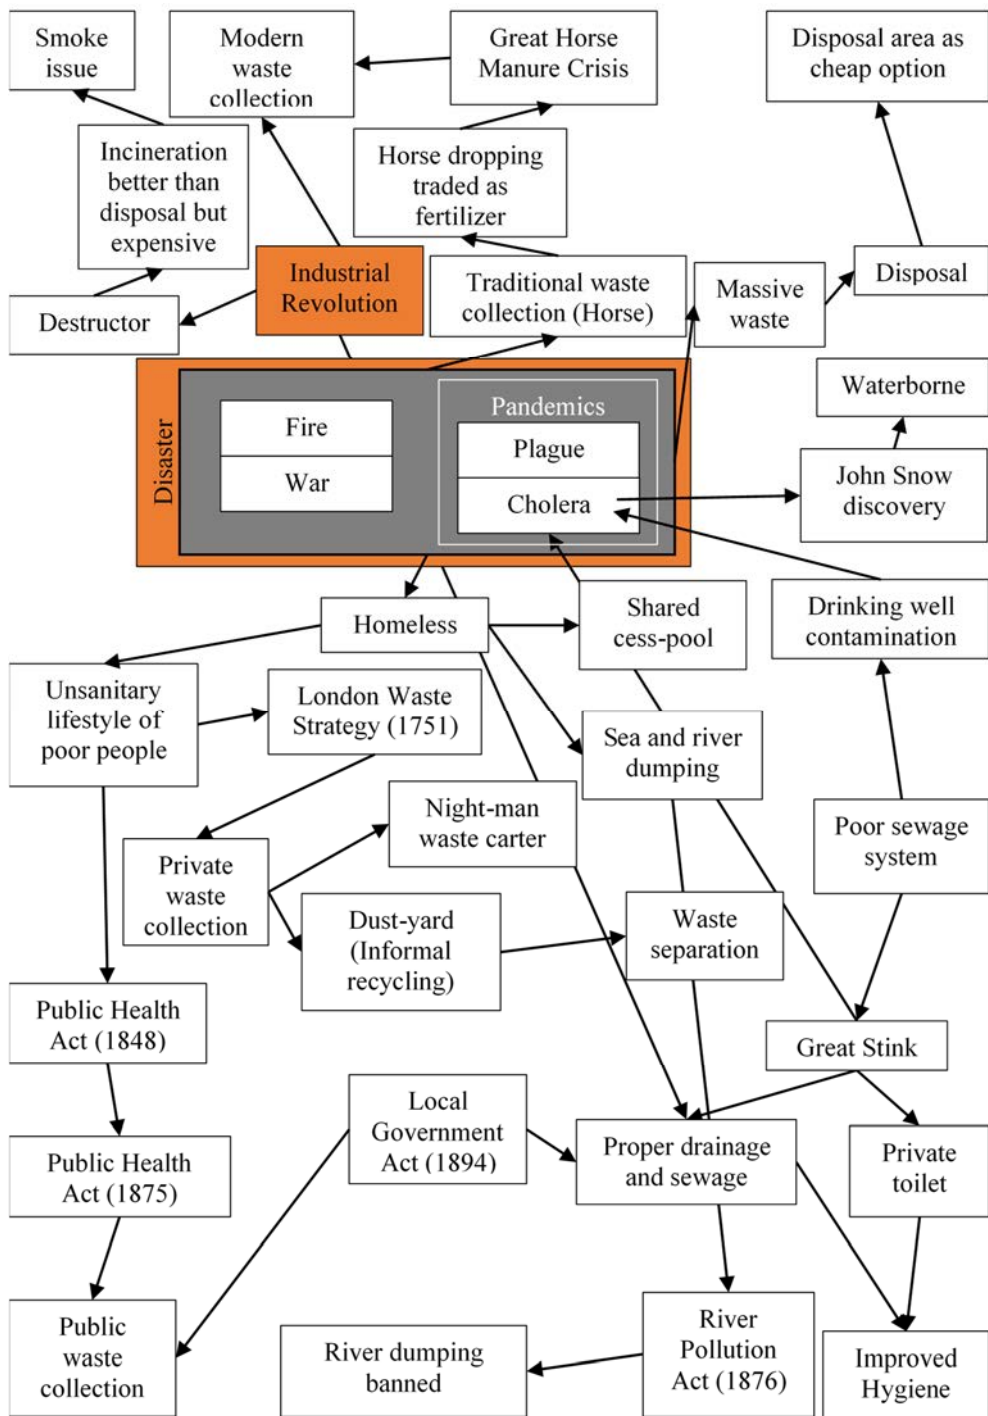 Smoke
issue
Modern
waste
collection
Great Horse
Manure Crisis
Disposal area as
cheap option
Incineration
better than
disposal but
expensive
Horse dropping
traded as
fertilizer
Industrial
Revolution
Traditional waste
collection (Horse)
Massive
waste
Disposal
Destructor
Disaster
Fire
War
Pandemics
Plague
Cholera
Waterborne
John Snow
discovery
Homeless
Shared
cess-pool
Drinking well
contamination
Unsanitary
lifestyle of
poor people
London Waste
Strategy (1751)
Sea and river
dumping
Night-man
waste carter
Poor sewage
system
Private
waste
collection
Dust-yard
(Informal
recycling)
Waste
separation
Public Health
Act (1848)
Great Stink
Local
Government
Act (1894)
Proper drainage
and sewage
Private
toilet
Public Health
Act (1875)
Public
waste
collection
River dumping
banned
River
Pollution
Act (1876)
Improved
Hygiene